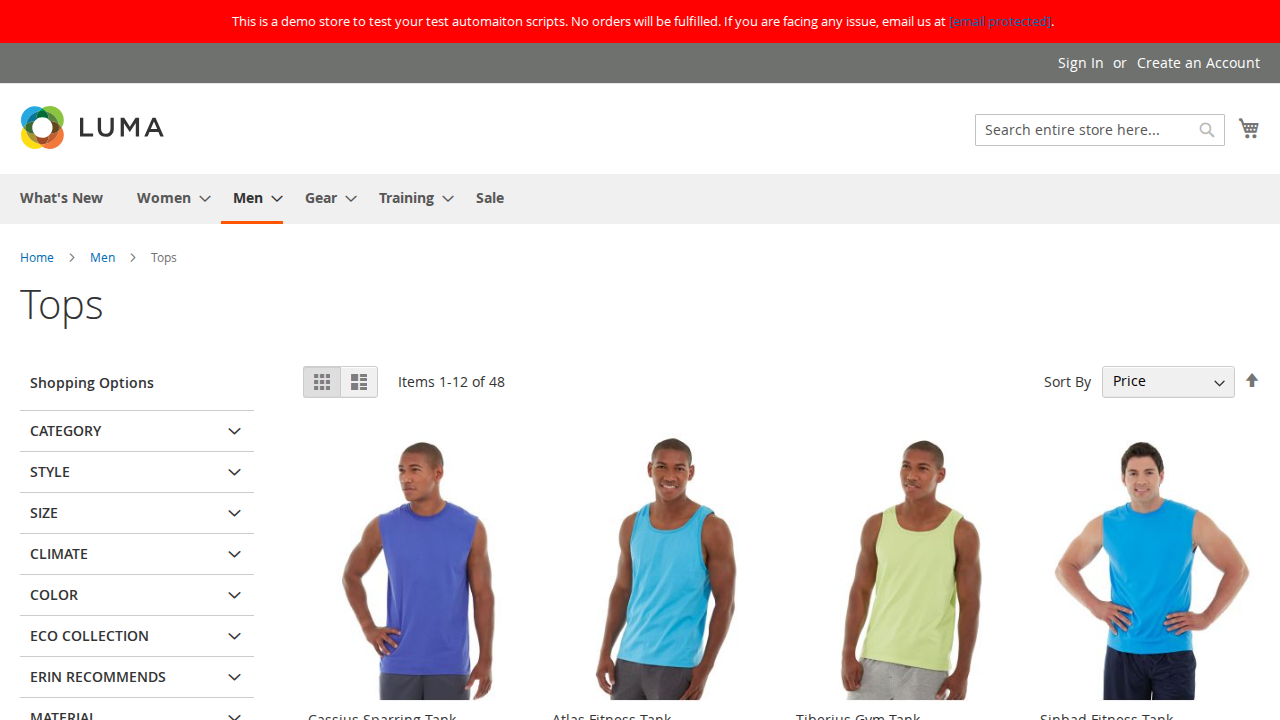 This is a demo store to test your test automaiton scripts. No orders will be fulfilled. If you are facing any issue, email us at [email protected].
Sign In or Create an Account
LUMA
Search entire store here...
What's New Women Men Gear Training Sale
Home Men Tops
Tops
Shopping Options
Items 1-12 of 48
Sort By Price
CATEGORY
STYLE
SIZE
CLIMATE
COLOR
ECO COLLECTION
ERIN RECOMMENDS
MATERIAL
Cassius Sparring Tank
Atlas Fitness Tank
Tiberius Gym Tank
Sinbad Fitness Tank